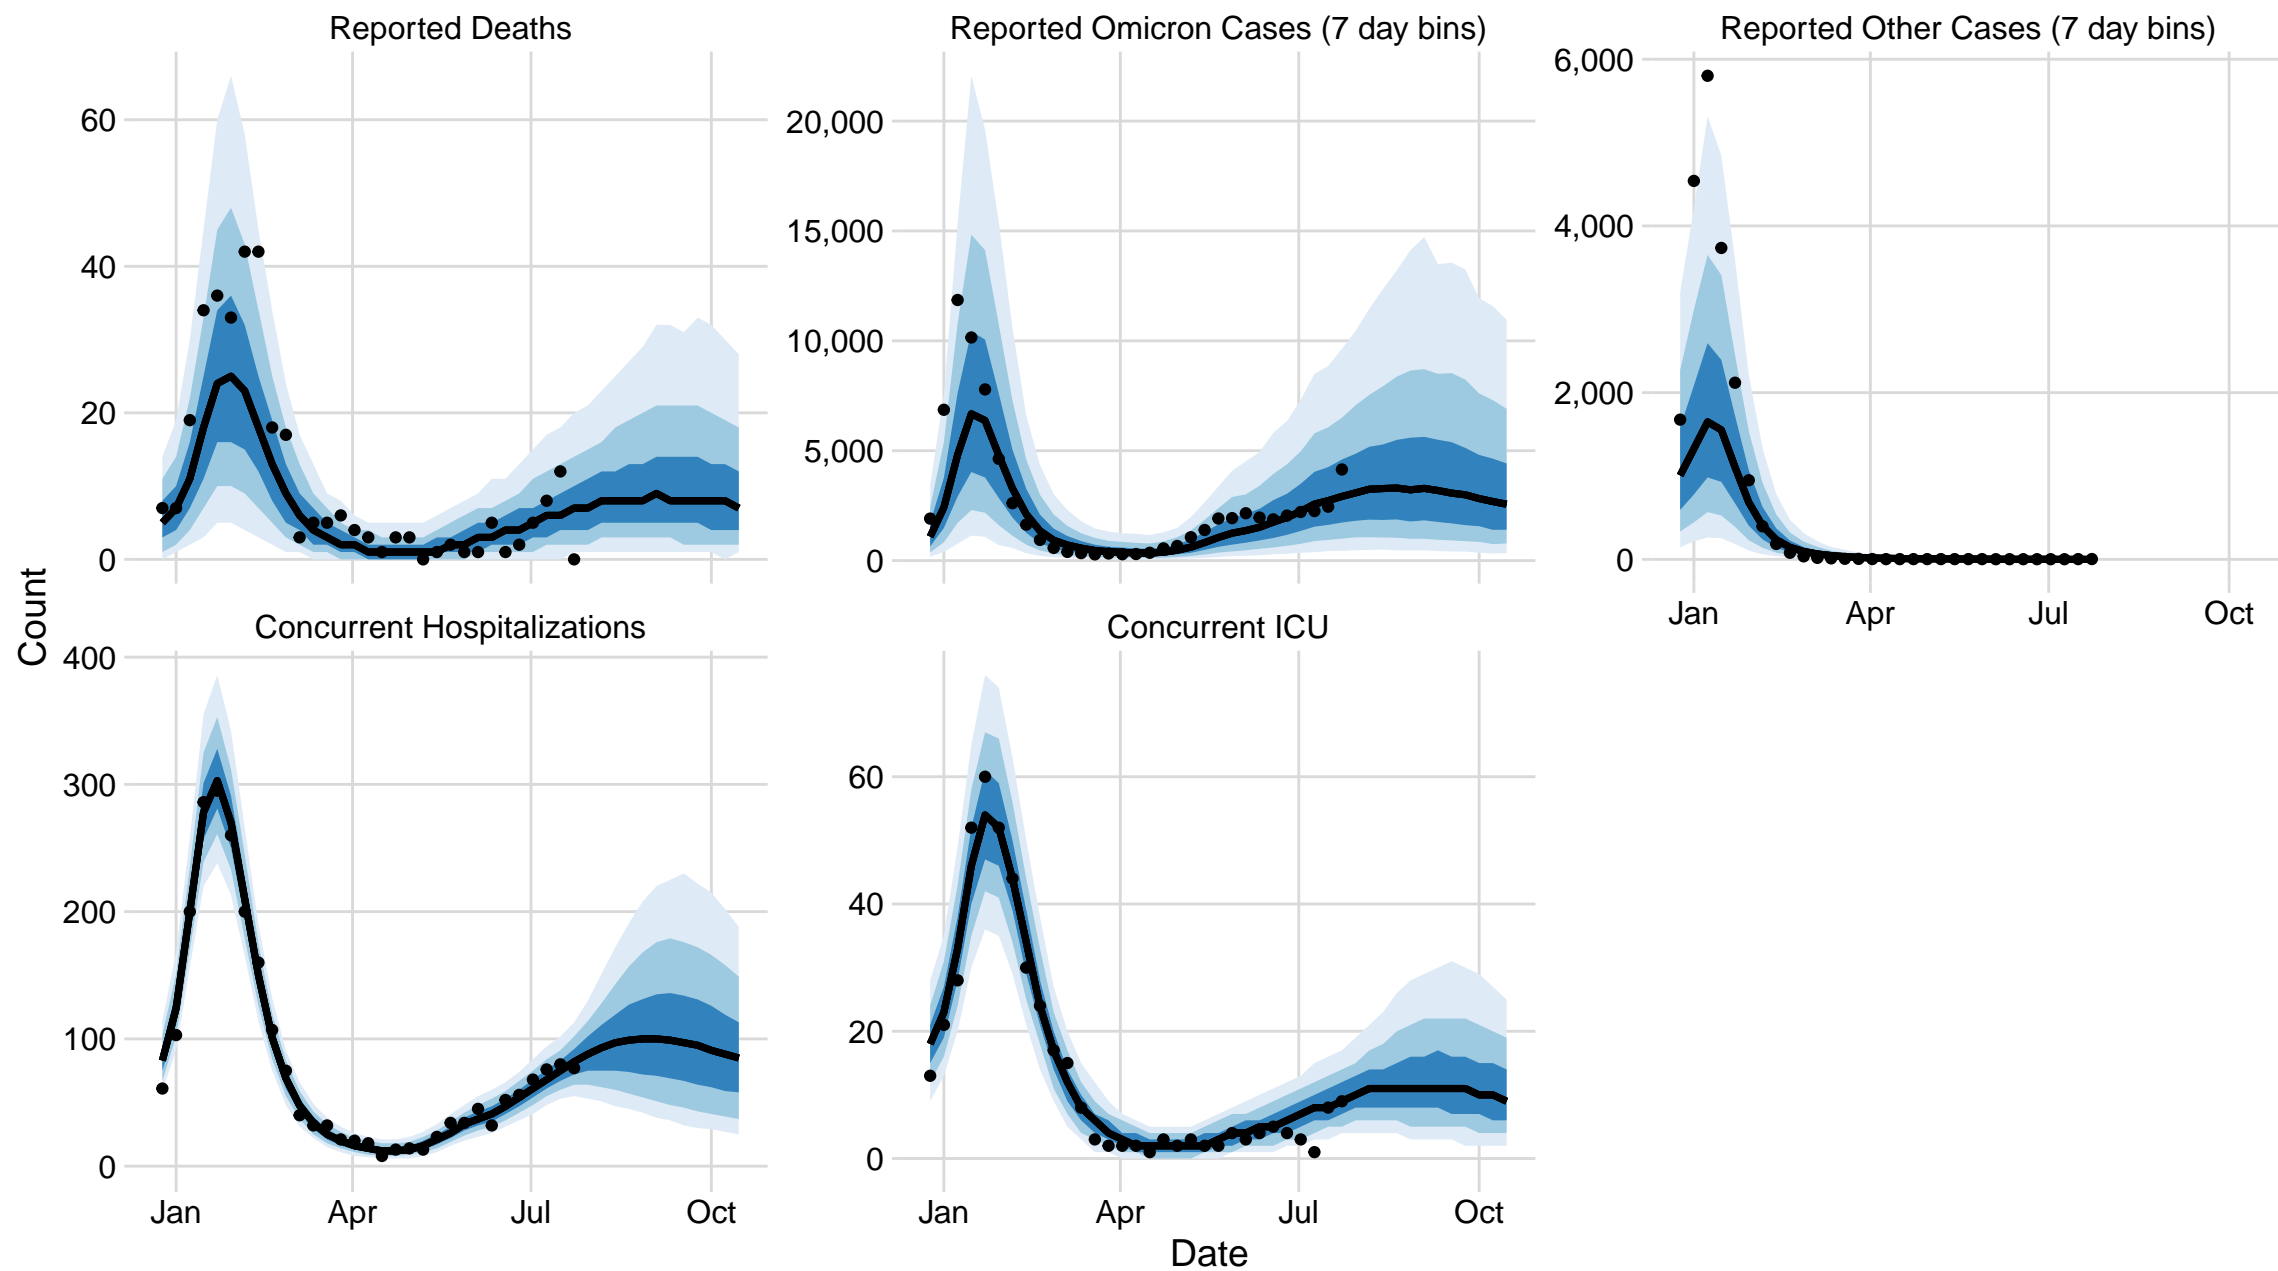 Reported Deaths
60
40
20
0
Reported Omicron Cases (7 day bins)
20,000
15,000
10,000
5,000
0
Reported Other Cases (7 day bins)
6,000
4,000
2,000
0
Jan Apr Jul Oct
Count
Concurrent Hospitalizations
400
300
200
100
0
Jan Apr Jul Oct
Concurrent ICU
60
40
20
0
Jan Apr Jul Oct
Date